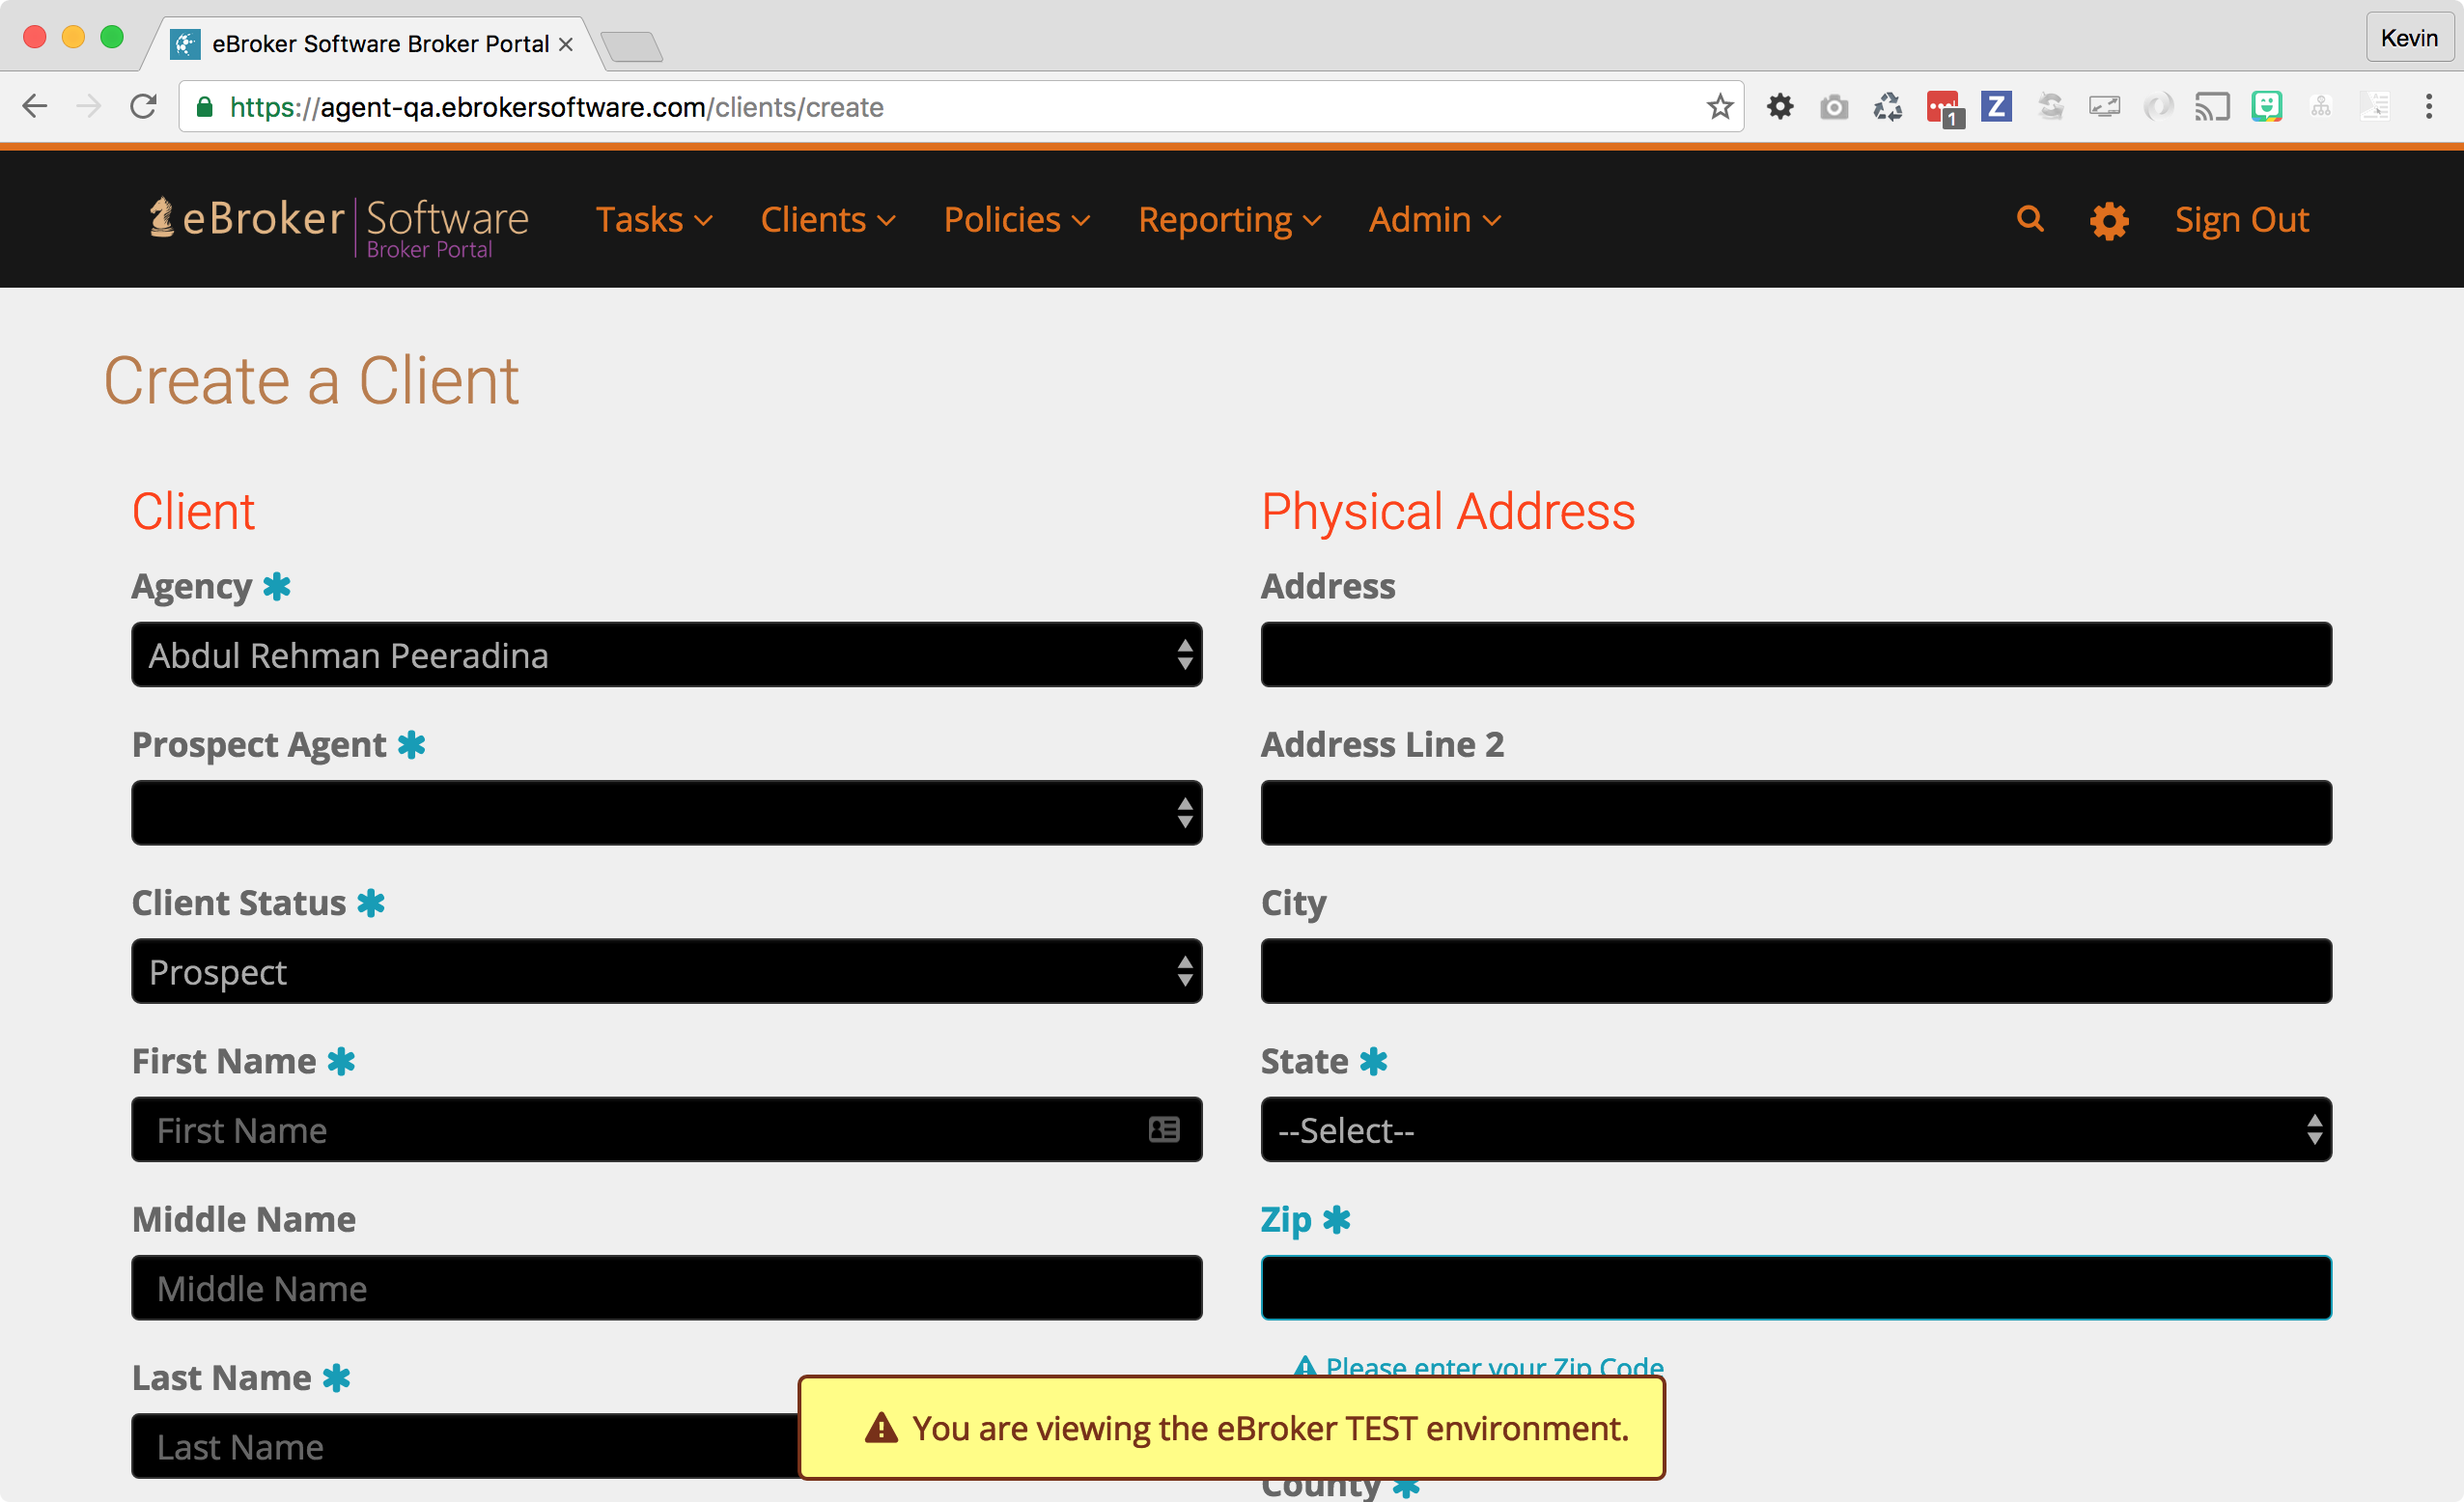 eBroker Software Broker Portal
Kevin
https://agent-qa.ebrokersoftware.com/clients/create
1
Z
eBroker Software
Broker Portal
Tasks
Clients
Policies
Reporting
Admin
Sign Out
Create a Client
Client
Agency *
Abdul Rehman Peeradina
Prospect Agent *
Client Status *
Prospect
First Name *
First Name
Middle Name
Middle Name
Last Name *
Last Name
Physical Address
Address
Address Line 2
City
State *
--Select--
Zip *
Please enter your Zip Code
County *
You are viewing the eBroker TEST environment.